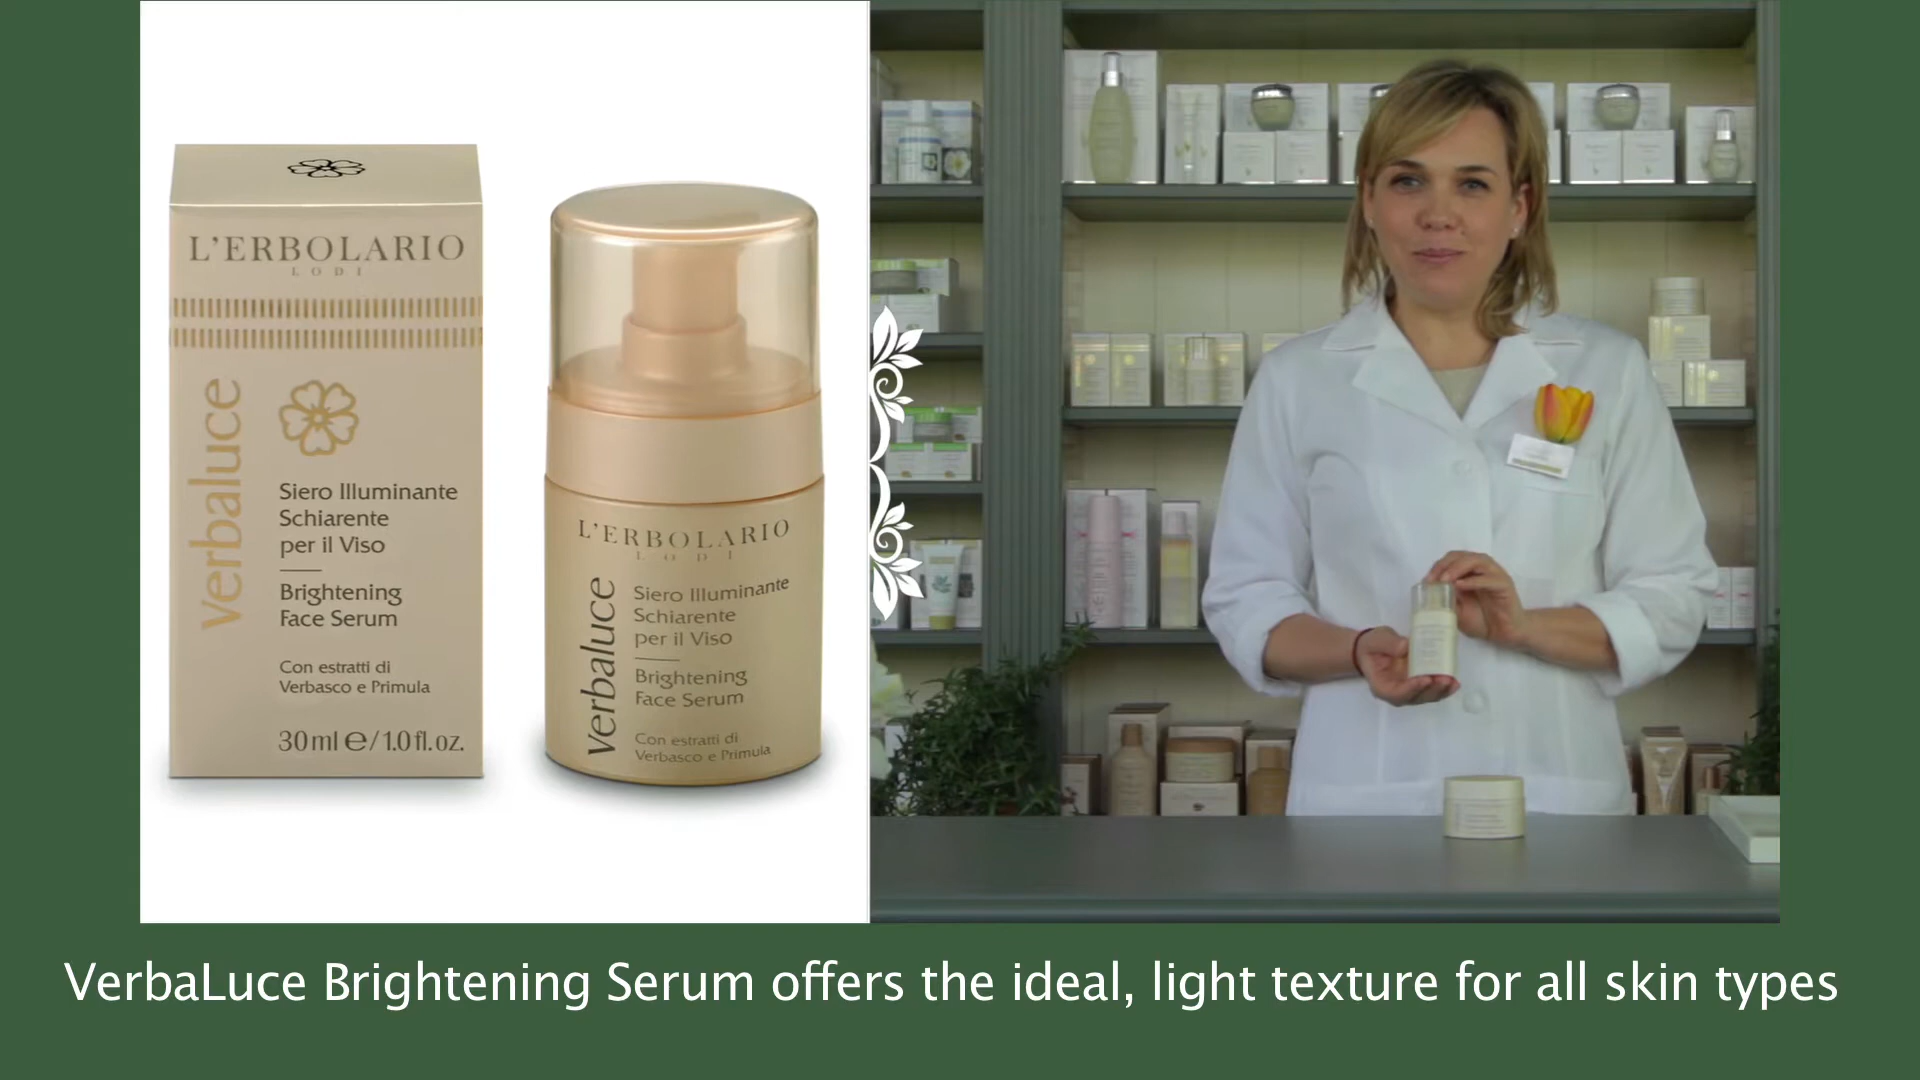 L'ERBOLARIO
LODI
Verbaluce
Siero Illuminante
Schiarente
per il Viso
Brightening
Face Serum
Con estratti di
Verbasco e Primula
30 ml e / 1.0 fl. oz.
L'ERBOLARIO
LODI
Verbaluce
Siero Illuminante
Schiarente
per il Viso
Brightening
Face Serum
Con estratti di
Verbasco e Primula
VerbaLuce Brightening Serum offers the ideal, light texture for all skin types